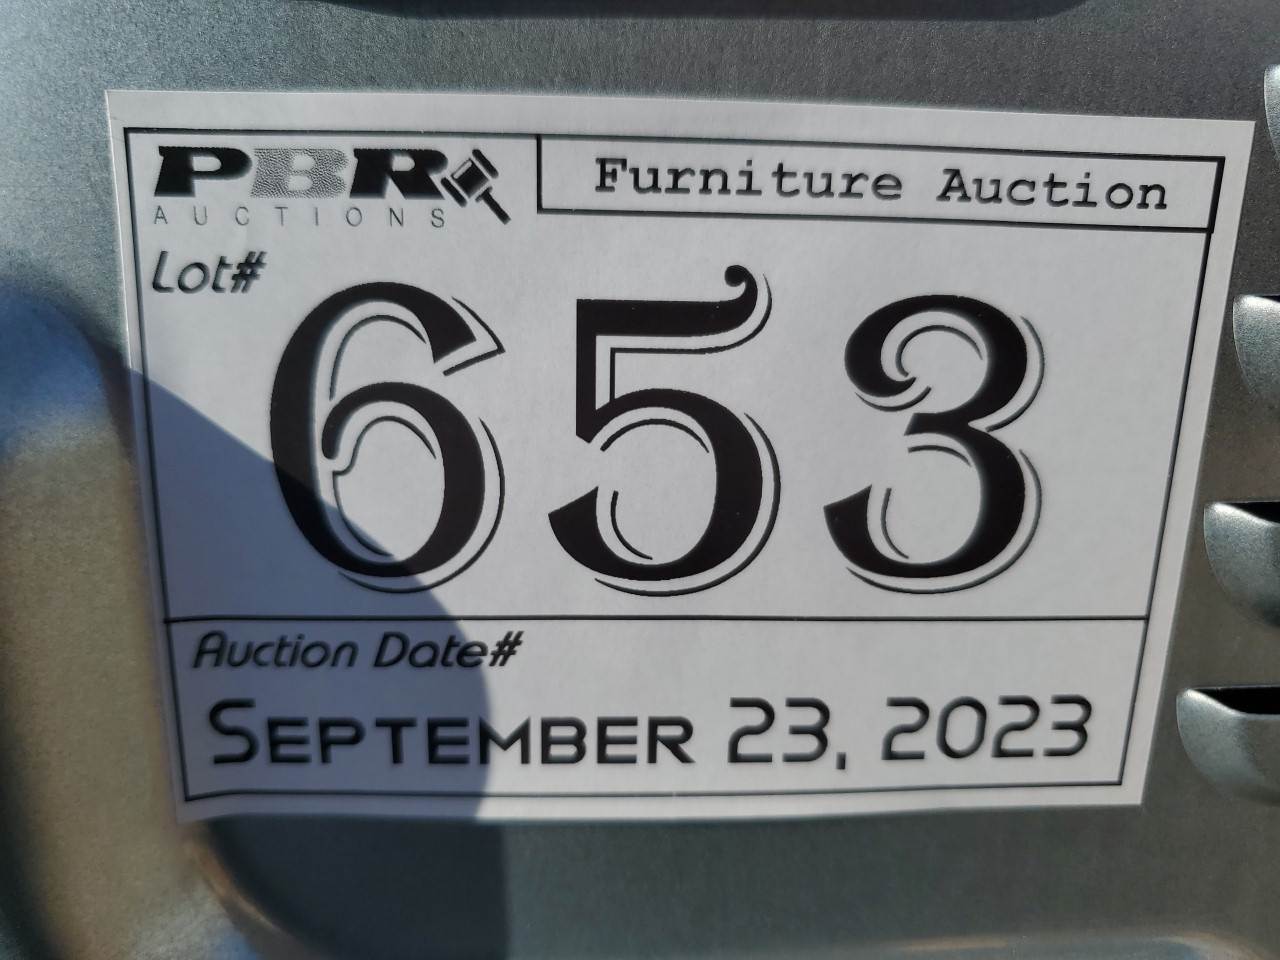 PBR
AUCTIONS
Furniture Auction
Lot#
653
Auction Date#
SEPTEMBER 23, 2023